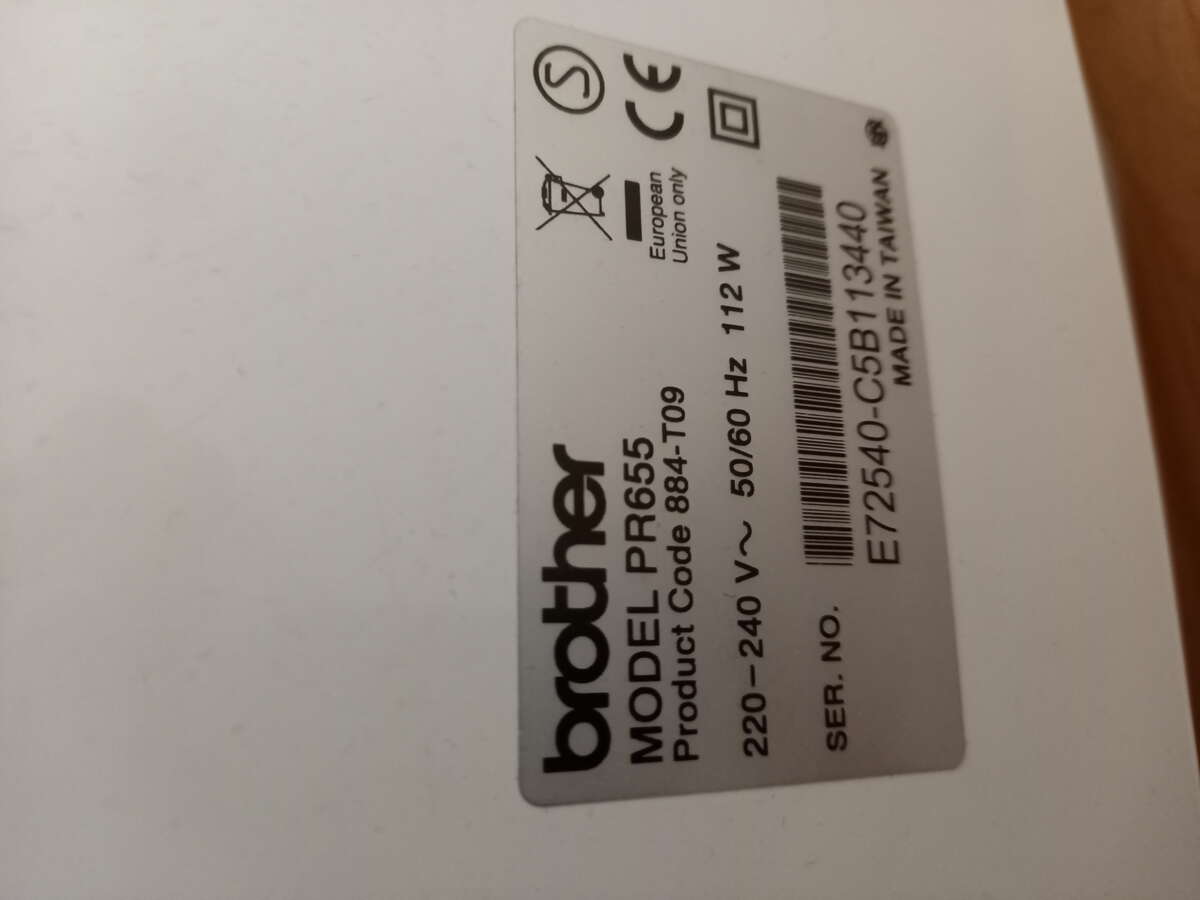 brother
MODEL PR655
Product Code 884-T09
220-240 V~ 50/60 Hz 112 W
SER. NO.
E72540-C5B113440
MADE IN TAIWAN
European
Union only
S
CE